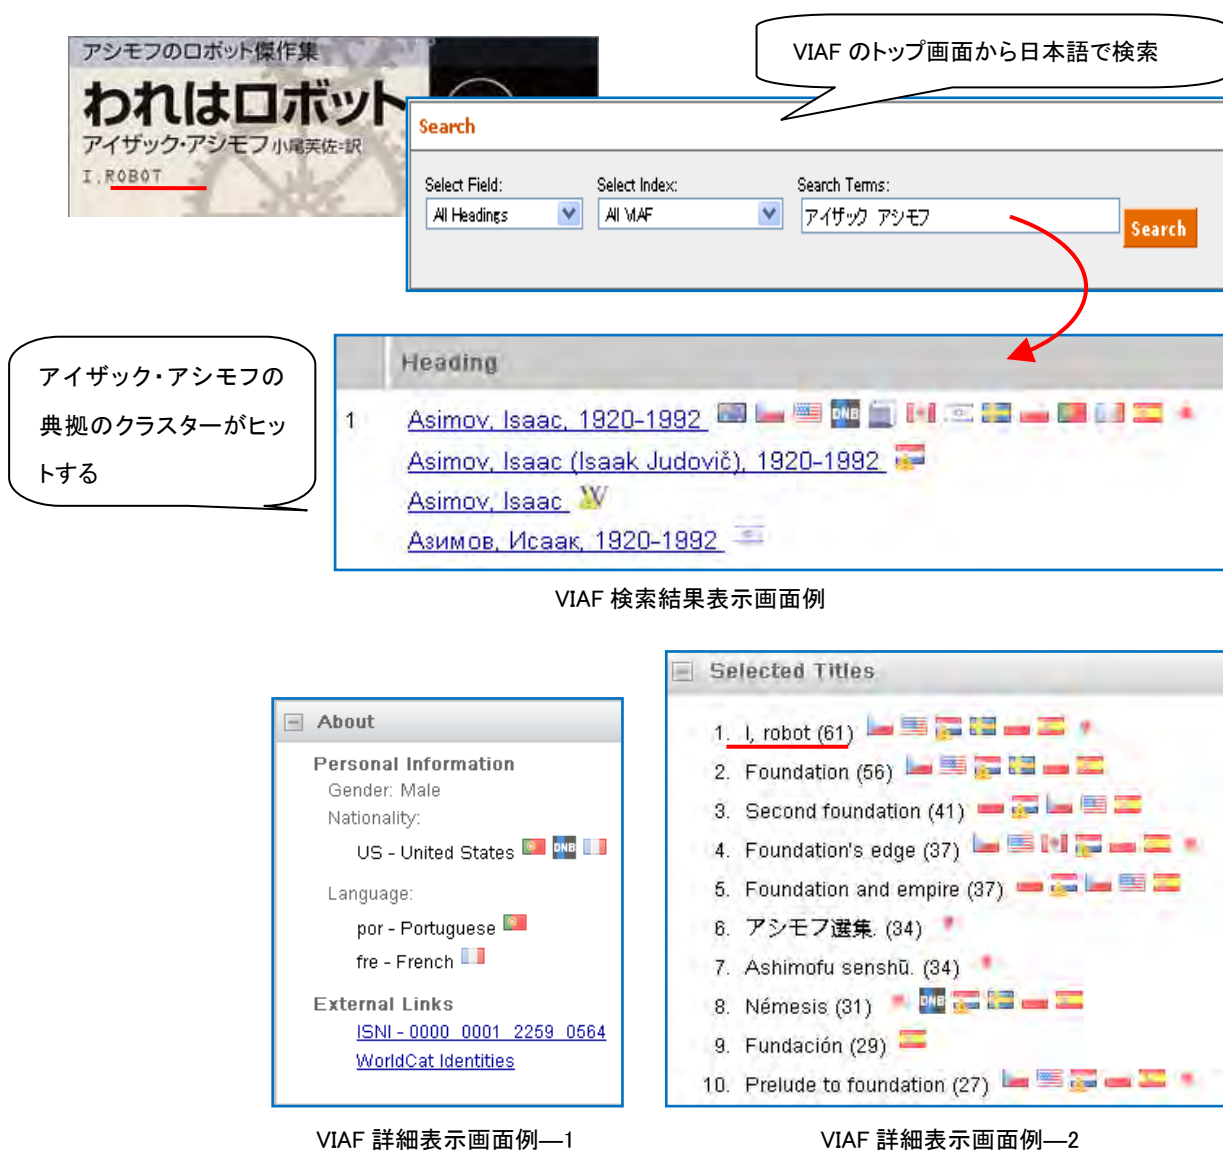 アシモフのロボット傑作集
われはロボット
アイザック・アシモフ 小尾芙佐=訳
I,ROBOT
VIAF のトップ画面から日本語で検索
Search
Select Field:
Select Index:
Search Terms:
All Headings
All VIAF
アイザック アシモフ
Search
アイザック・アシモフの
典拠のクラスターがヒッ
トする
Heading
1 Asimov, Isaac, 1920-1992 DNB
Asimov, Isaac (Isaak Judovič), 1920-1992
Asimov, Isaac W
Азимов, Исаак, 1920-1992
VIAF 検索結果表示画面例
About
Personal Information
Gender: Male
Nationality:
US - United States DNB
Language:
por - Portuguese
fre - French
External Links
ISNI - 0000 0001 2259 0564
WorldCat Identities
VIAF 詳細表示画面例―1
Selected Titles
1. I, robot (61)
2. Foundation (56)
3. Second foundation (41)
4. Foundation's edge (37)
5. Foundation and empire (37)
6. アシモフ選集. (34)
7. Ashimofu senshū. (34)
8. Némesis (31) DNB
9. Fundación (29)
10. Prelude to foundation (27)
VIAF 詳細表示画面例―2